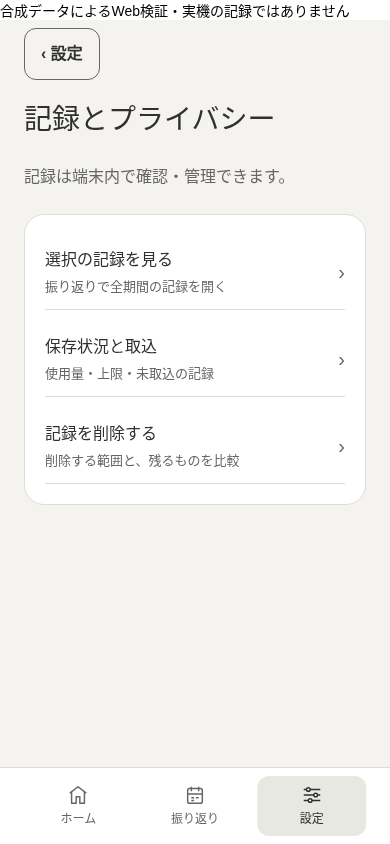 合成データによるWeb検証・実機の記録ではありません
‹ 設定
記録とプライバシー
記録は端末内で確認・管理できます。
選択の記録を見る
振り返りで全期間の記録を開く
›
保存状況と取込
使用量・上限・未取込の記録
›
記録を削除する
削除する範囲と、残るものを比較
›
ホーム
振り返り
設定